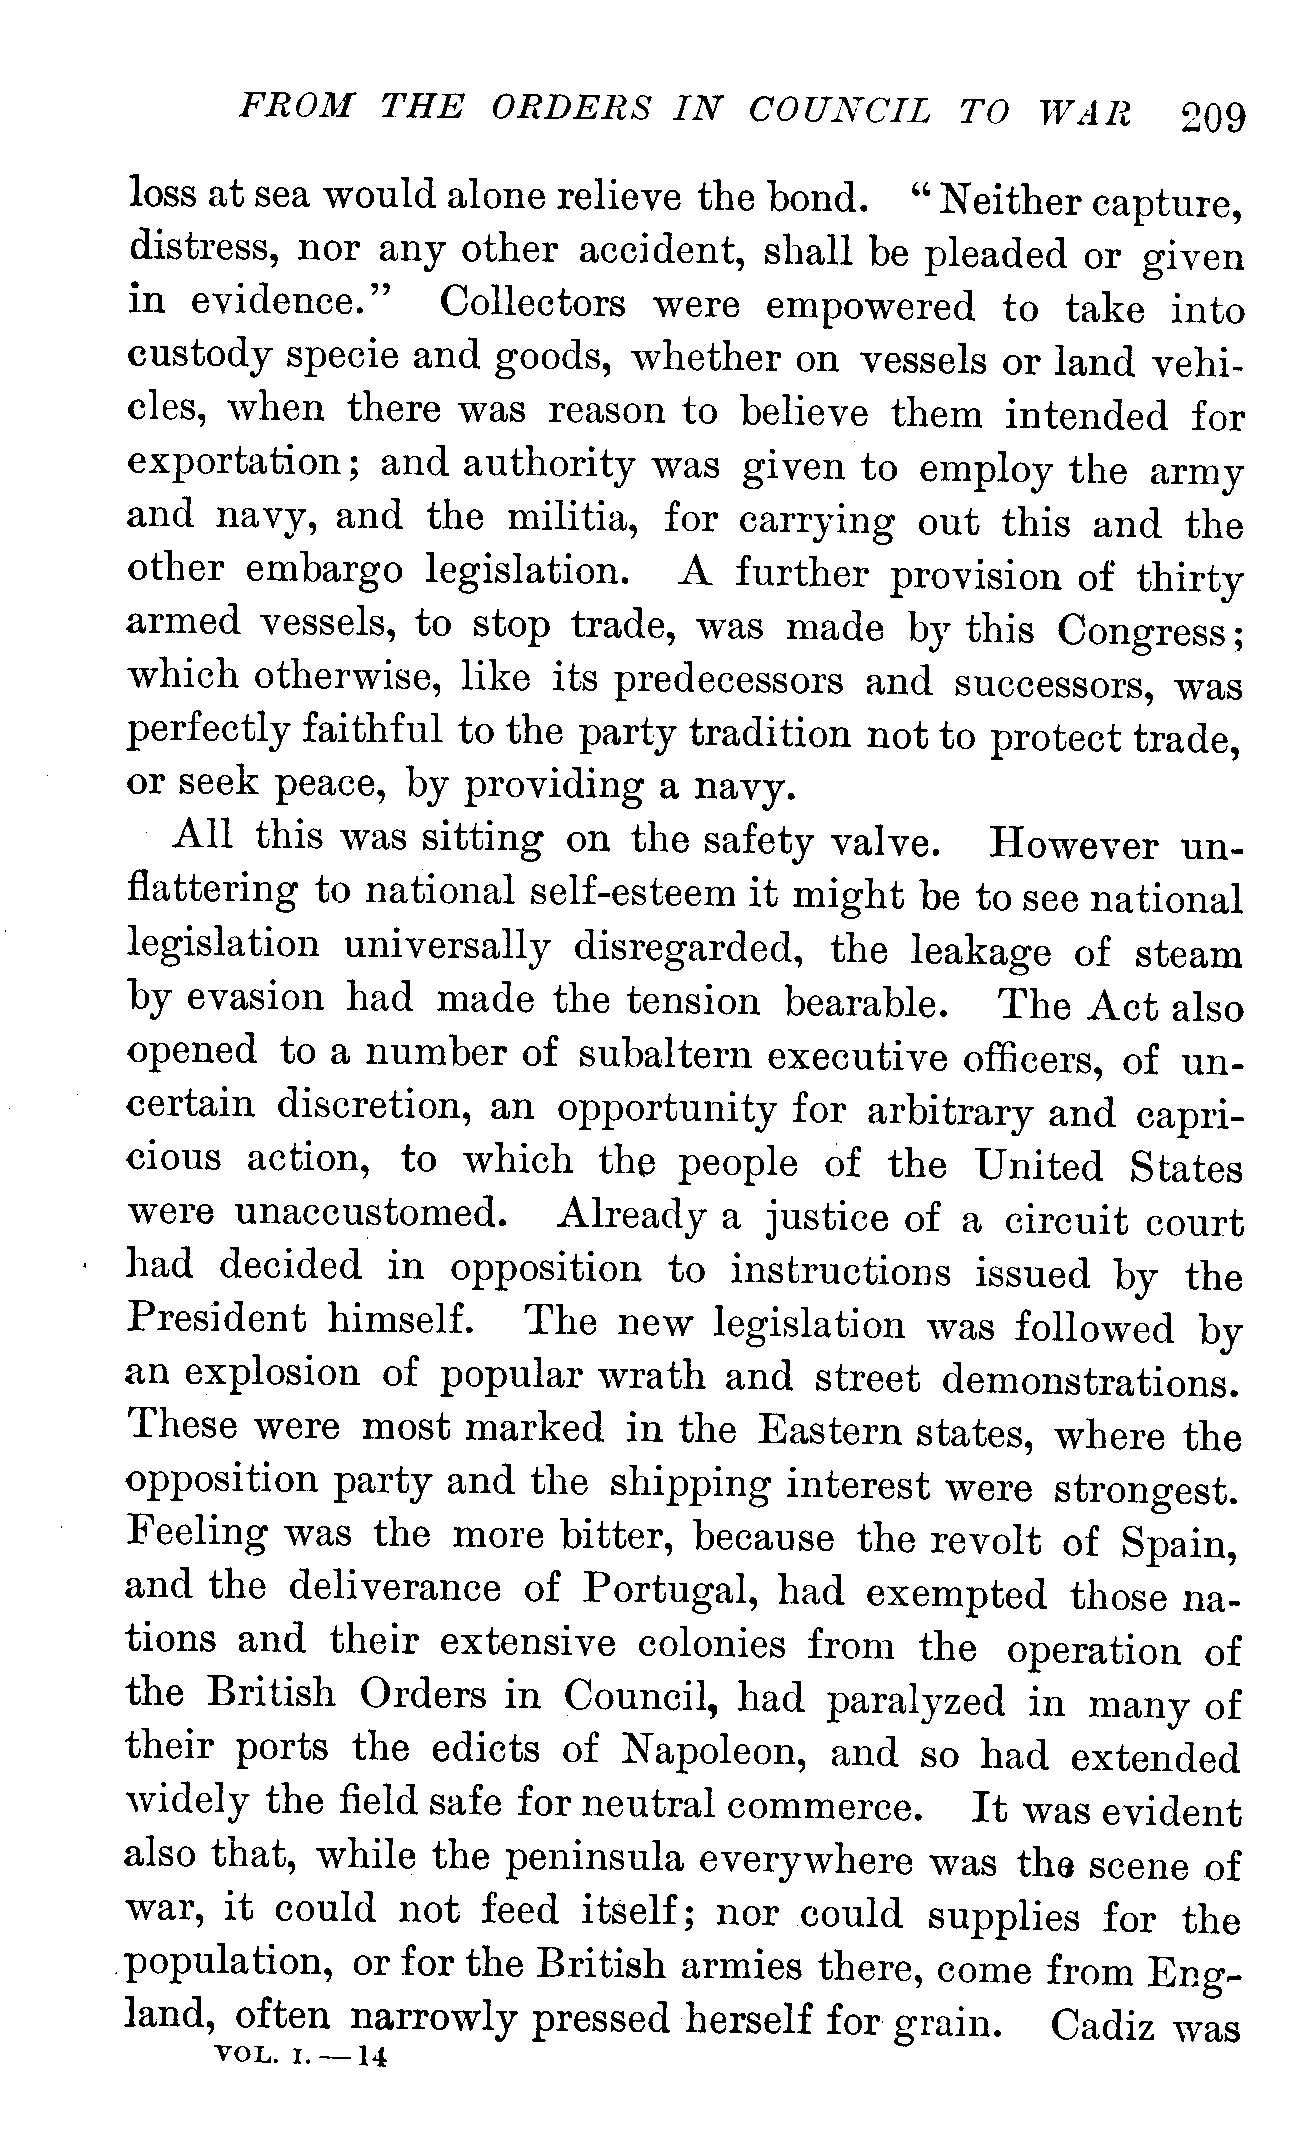 FROM THE ORDERS IN COUNCIL TO WAR 209
loss at sea would alone relieve the bond. “Neither capture,
distress, nor any other accident, shall be pleaded or given
in evidence.” Collectors were empowered to take into
custody specie and goods, whether on vessels or land vehi-
cles, when there was reason to believe them intended for
exportation; and authority was given to employ the army
and navy, and the militia, for carrying out this and the
other embargo legislation. A further provision of thirty
armed vessels, to stop trade, was made by this Congress;
which otherwise, like its predecessors and successors, was
perfectly faithful to the party tradition not to protect trade,
or seek peace, by providing a navy.
All this was sitting on the safety valve. However un-
flattering to national self-esteem it might be to see national
legislation universally disregarded, the leakage of steam
by evasion had made the tension bearable. The Act also
opened to a number of subaltern executive officers, of un-
certain discretion, an opportunity for arbitrary and capri-
cious action, to which the people of the United States
were unaccustomed. Already a justice of a circuit court
had decided in opposition to instructions issued by the
President himself. The new legislation was followed by
an explosion of popular wrath and street demonstrations.
These were most marked in the Eastern states, where the
opposition party and the shipping interest were strongest.
Feeling was the more bitter, because the revolt of Spain,
and the deliverance of Portugal, had exempted those na-
tions and their extensive colonies from the operation of
the British Orders in Council, had paralyzed in many of
their ports the edicts of Napoleon, and so had extended
widely the field safe for neutral commerce. It was evident
also that, while the peninsula everywhere was the scene of
war, it could not feed itself; nor could supplies for the
population, or for the British armies there, come from Eng-
land, often narrowly pressed herself for grain. Cadiz was
VOL. I.—14